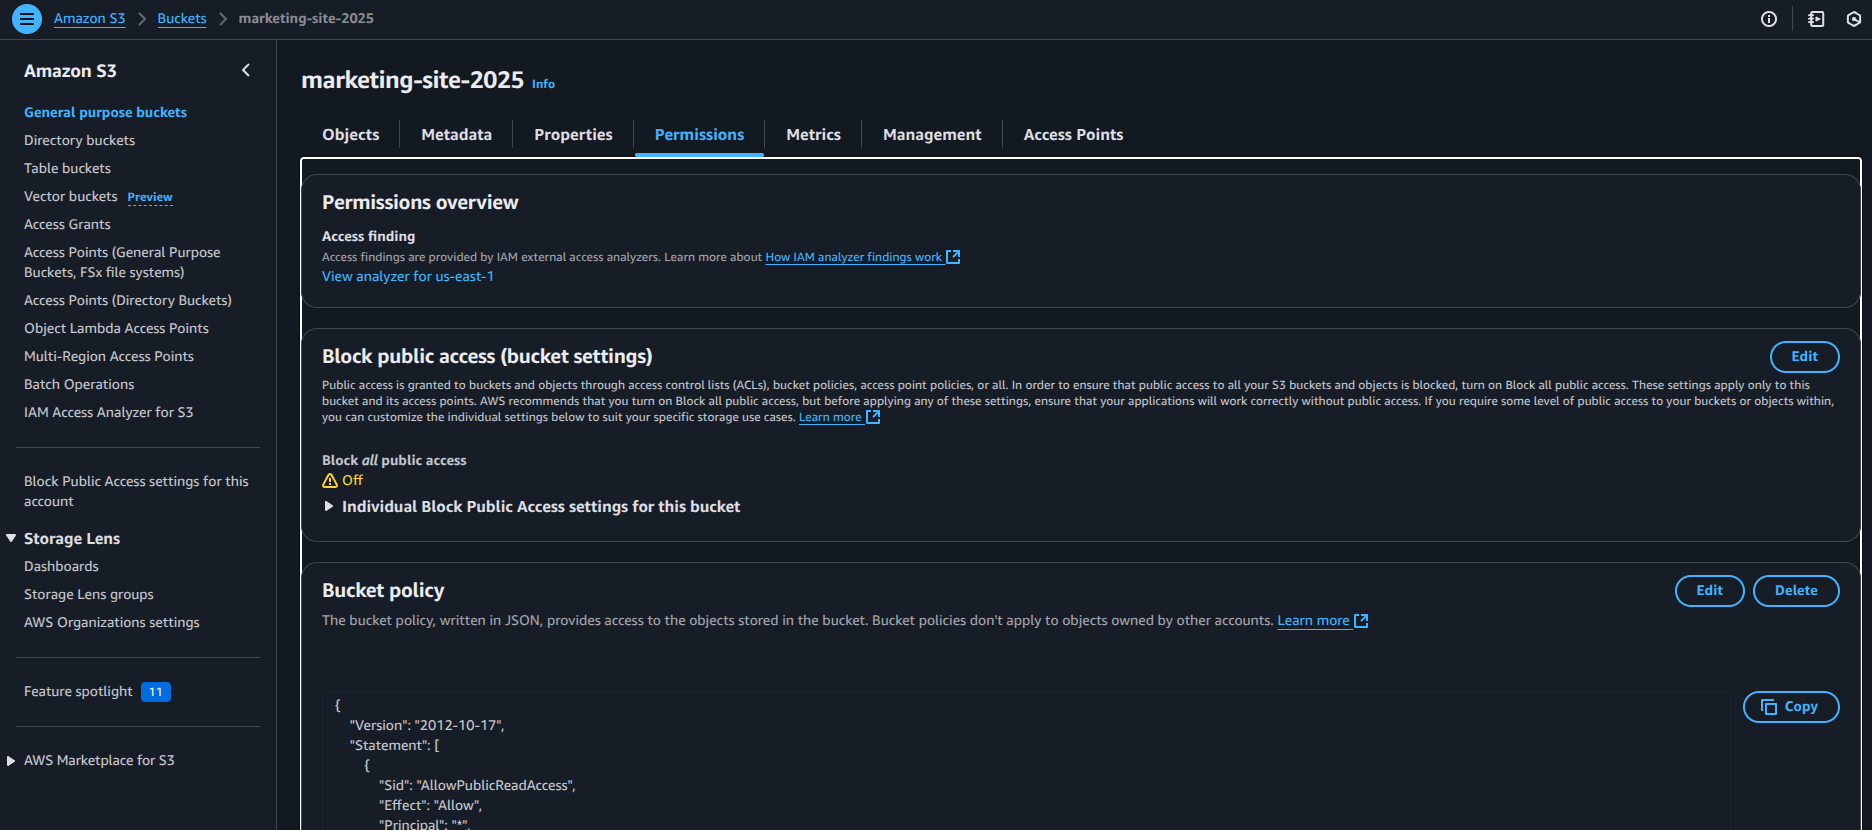 Amazon S3 > Buckets > marketing-site-2025
Amazon S3
General purpose buckets
Directory buckets
Table buckets
Vector buckets Preview
Access Grants
Access Points (General Purpose
Buckets, FSx file systems)
Access Points (Directory Buckets)
Object Lambda Access Points
Multi-Region Access Points
Batch Operations
IAM Access Analyzer for S3
Block Public Access settings for this
account
Storage Lens
Dashboards
Storage Lens groups
AWS Organizations settings
Feature spotlight 11
AWS Marketplace for S3
marketing-site-2025 Info
Objects Metadata Properties Permissions Metrics Management Access Points
Permissions overview
Access finding
Access findings are provided by IAM external access analyzers. Learn more about How IAM analyzer findings work
View analyzer for us-east-1
Block public access (bucket settings) Edit
Public access is granted to buckets and objects through access control lists (ACLs), bucket policies, access point policies, or all. In order to ensure that public access to all your S3 buckets and objects is blocked, turn on Block all public access. These settings apply only to this
bucket and its access points. AWS recommends that you turn on Block all public access, but before applying any of these settings, ensure that your applications will work correctly without public access. If you require some level of public access to your buckets or objects within,
you can customize the individual settings below to suit your specific storage use cases. Learn more
Block all public access
Off
Individual Block Public Access settings for this bucket
Bucket policy Edit Delete
The bucket policy, written in JSON, provides access to the objects stored in the bucket. Bucket policies don't apply to objects owned by other accounts. Learn more
Copy
{
"Version": "2012-10-17",
"Statement": [
{
"Sid": "AllowPublicReadAccess",
"Effect": "Allow",
"Principal": "*",